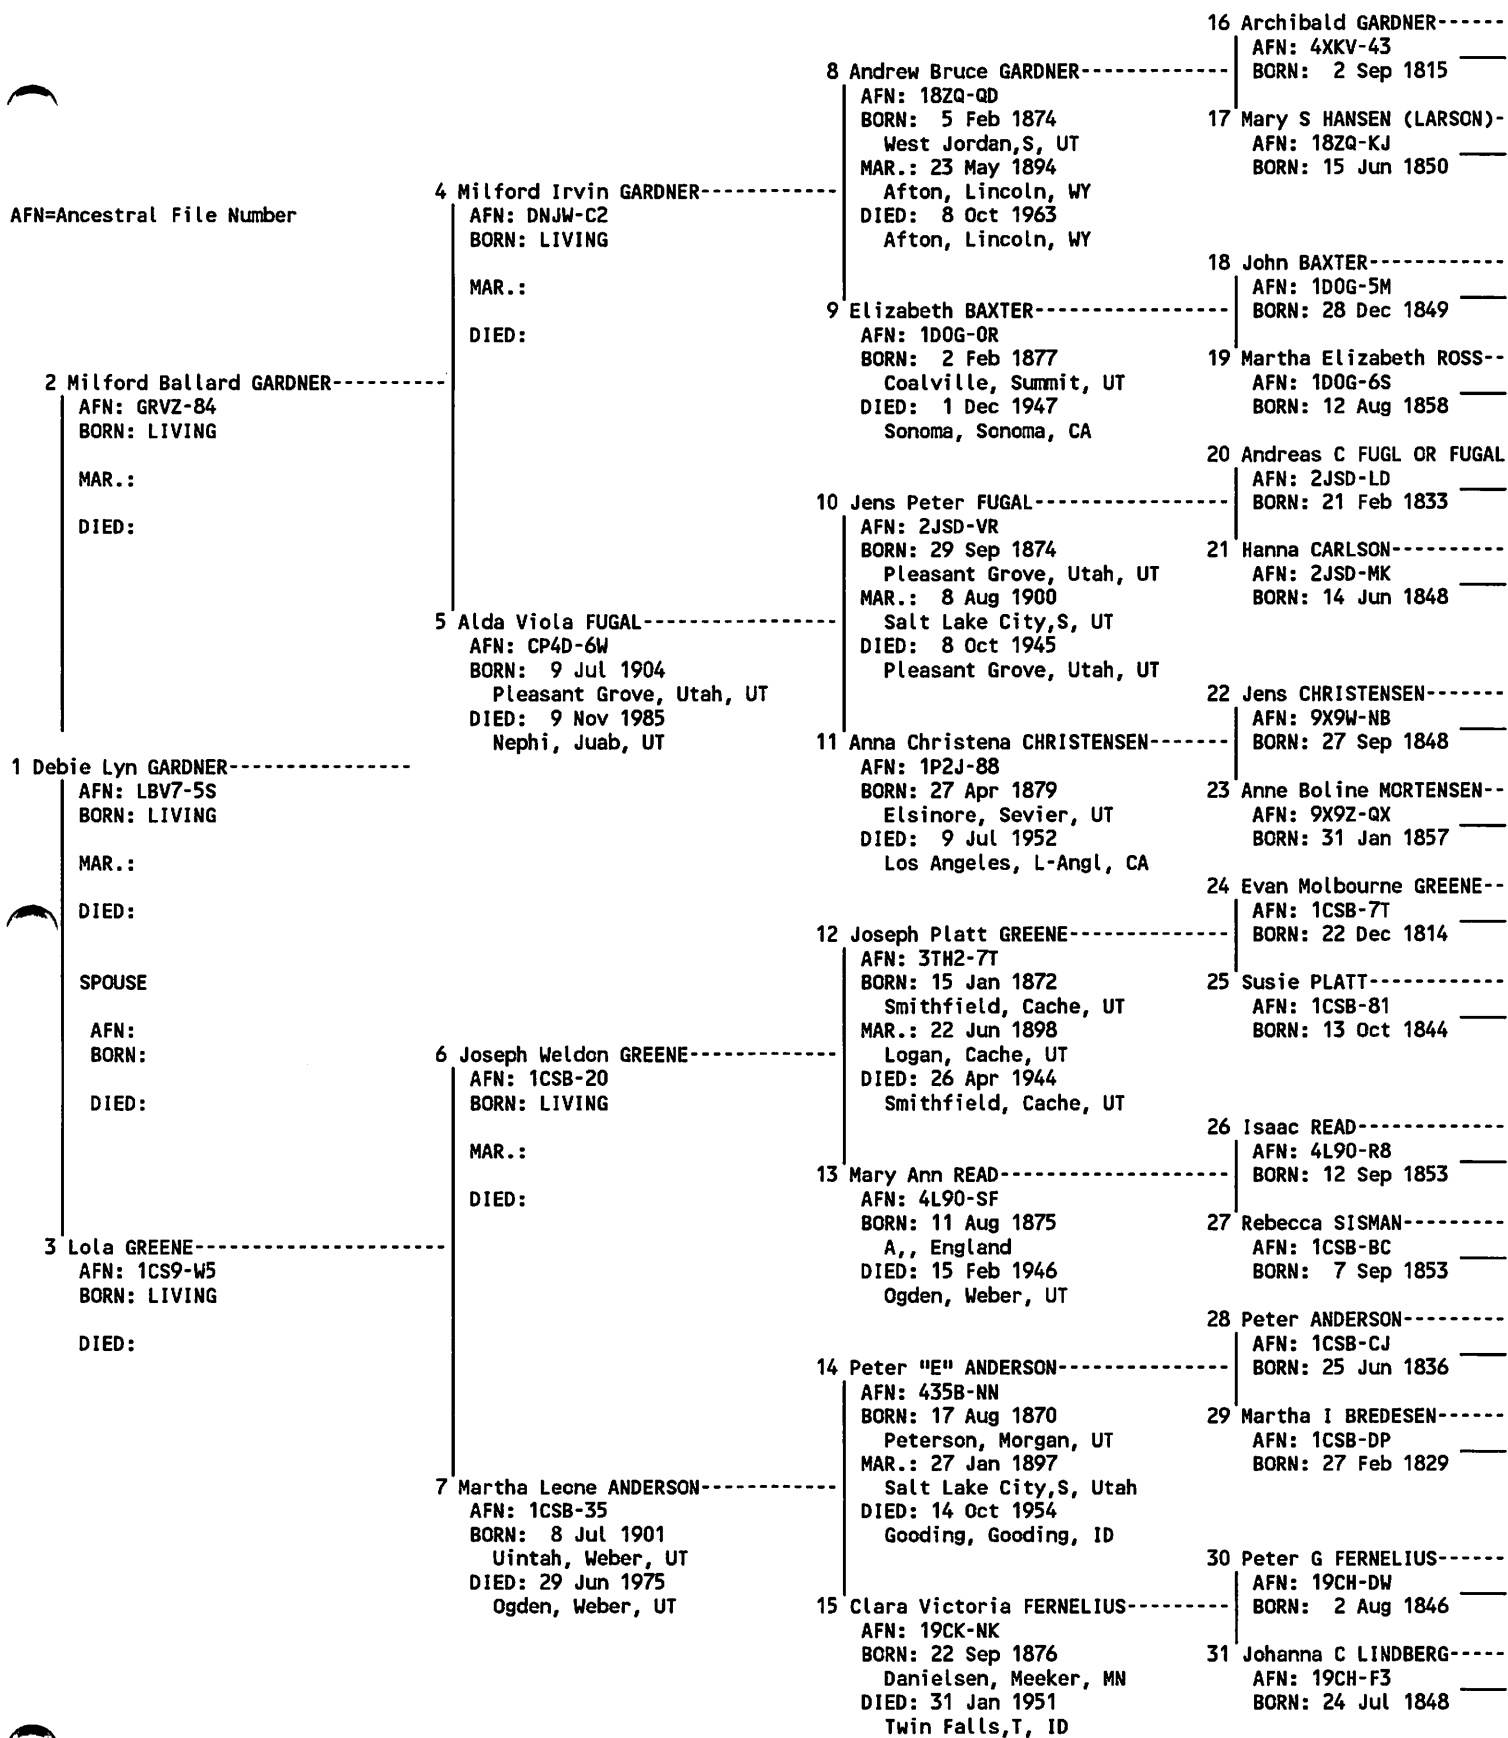 AFN=Ancestral File Number
1 Debie Lyn GARDNER---------------
AFN: LBV7-5S
BORN: LIVING
MAR.:
DIED:
SPOUSE
AFN:
BORN:
DIED:
2 Milford Ballard GARDNER----------
AFN: GRVZ-84
BORN: LIVING
MAR.:
DIED:
3 Lola GREENE---------------------
AFN: 1CS9-W5
BORN: LIVING
DIED:
4 Milford Irvin GARDNER-----------
AFN: DNJW-C2
BORN: LIVING
MAR.:
DIED:
5 Alda Viola FUGAL----------------
AFN: CP4D-6W
BORN: 9 Jul 1904
Pleasant Grove, Utah, UT
DIED: 9 Nov 1985
Nephi, Juab, UT
6 Joseph Weldon GREENE------------
AFN: 1CSB-20
BORN: LIVING
MAR.:
DIED:
7 Martha Leone ANDERSON-----------
AFN: 1CSB-35
BORN: 8 Jul 1901
Uintah, Weber, UT
DIED: 29 Jun 1975
Ogden, Weber, UT
8 Andrew Bruce GARDNER------------
AFN: 18ZQ-QD
BORN: 5 Feb 1874
West Jordan,S, UT
MAR.: 23 May 1894
Afton, Lincoln, WY
DIED: 8 Oct 1963
Afton, Lincoln, WY
9 Elizabeth BAXTER----------------
AFN: 1D0G-0R
BORN: 2 Feb 1877
Coalville, Summit, UT
DIED: 1 Dec 1947
Sonoma, Sonoma, CA
10 Jens Peter FUGAL----------------
AFN: 2JSD-VR
BORN: 29 Sep 1874
Pleasant Grove, Utah, UT
MAR.: 8 Aug 1900
Salt Lake City,S, UT
DIED: 8 Oct 1945
Pleasant Grove, Utah, UT
11 Anna Christena CHRISTENSEN------
AFN: 1P2J-88
BORN: 27 Apr 1879
Elsinore, Sevier, UT
DIED: 9 Jul 1952
Los Angeles, L-Angl, CA
12 Joseph Platt GREENE-------------
AFN: 3TH2-7T
BORN: 15 Jan 1872
Smithfield, Cache, UT
MAR.: 22 Jun 1898
Logan, Cache, UT
DIED: 26 Apr 1944
Smithfield, Cache, UT
13 Mary Ann READ-------------------
AFN: 4L90-SF
BORN: 11 Aug 1875
A,, England
DIED: 15 Feb 1946
Ogden, Weber, UT
14 Peter "E" ANDERSON--------------
AFN: 435B-NN
BORN: 17 Aug 1870
Peterson, Morgan, UT
MAR.: 27 Jan 1897
Salt Lake City,S, Utah
DIED: 14 Oct 1954
Gooding, Gooding, ID
15 Clara Victoria FERNELIUS--------
AFN: 19CK-NK
BORN: 22 Sep 1876
Danielsen, Meeker, MN
DIED: 31 Jan 1951
Twin Falls,T, ID
16 Archibald GARDNER------
AFN: 4XKV-43
BORN: 2 Sep 1815
17 Mary S HANSEN (LARSON)-
AFN: 18ZQ-KJ
BORN: 15 Jun 1850
18 John BAXTER-----------
AFN: 1D0G-5M
BORN: 28 Dec 1849
19 Martha Elizabeth ROSS--
AFN: 1D0G-6S
BORN: 12 Aug 1858
20 Andreas C FUGL OR FUGAL
AFN: 2JSD-LD
BORN: 21 Feb 1833
21 Hanna CARLSON----------
AFN: 2JSD-MK
BORN: 14 Jun 1848
22 Jens CHRISTENSEN-------
AFN: 9X9W-NB
BORN: 27 Sep 1848
23 Anne Boline MORTENSEN--
AFN: 9X9Z-QX
BORN: 31 Jan 1857
24 Evan Molbourne GREENE--
AFN: 1CSB-7T
BORN: 22 Dec 1814
25 Susie PLATT------------
AFN: 1CSB-81
BORN: 13 Oct 1844
26 Isaac READ-------------
AFN: 4L90-R8
BORN: 12 Sep 1853
27 Rebecca SISMAN---------
AFN: 1CSB-BC
BORN: 7 Sep 1853
28 Peter ANDERSON---------
AFN: 1CSB-CJ
BORN: 25 Jun 1836
29 Martha I BREDESEN------
AFN: 1CSB-DP
BORN: 27 Feb 1829
30 Peter G FERNELIUS------
AFN: 19CH-DW
BORN: 2 Aug 1846
31 Johanna C LINDBERG-----
AFN: 19CH-F3
BORN: 24 Jul 1848